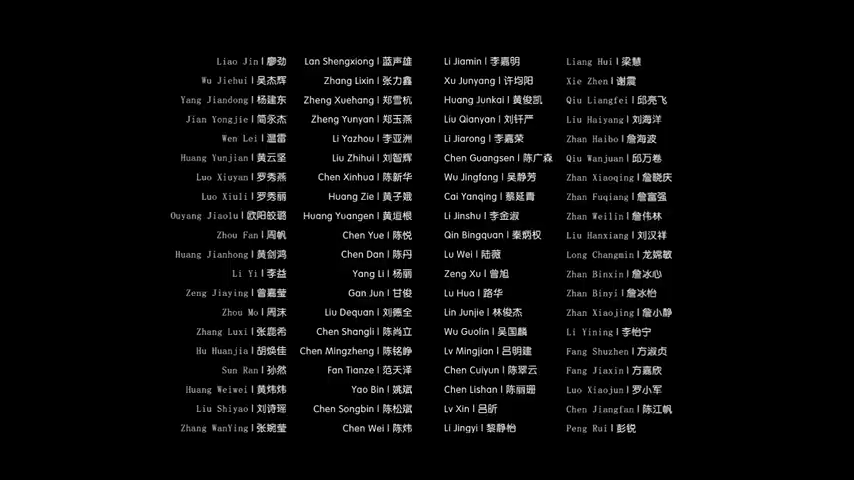 Liao Jin | 廖劲
Wu Jiehui | 吴杰辉
Yang Jiandong | 杨建东
Jian Yongjie | 简永杰
Wen Lei | 温雷
Huang Yunjian | 黄云坚
Luo Xiuyan | 罗秀燕
Luo Xiuli | 罗秀丽
Ouyang Jiaolu | 欧阳皎璐
Zhou Fan | 周帆
Huang Jianhong | 黄剑鸿
Li Yi | 李益
Zeng Jiaying | 曾嘉莹
Zhou Mo | 周沫
Zhang Luxi | 张鹿希
Hu Huanjia | 胡焕佳
Sun Ran | 孙然
Huang Weiwei | 黄炜炜
Liu Shiyao | 刘诗瑶
Zhang WanYing | 张琬莹
Lan Shengxiong | 蓝声雄
Zhang Lixin | 张力鑫
Zheng Xuehang | 郑雪杭
Zheng Yunyan | 郑玉燕
Li Yazhou | 李亚洲
Liu Zhihui | 刘智辉
Chen Xinhua | 陈新华
Huang Zie | 黄子娥
Huang Yuangen | 黄垣根
Chen Yue | 陈悦
Chen Dan | 陈丹
Yang Li | 杨丽
Gan Jun | 甘俊
Liu Dequan | 刘德全
Chen Shangli | 陈尚立
Chen Mingzheng | 陈铭峥
Fan Tianze | 范天泽
Yao Bin | 姚斌
Chen Songbin | 陈松斌
Chen Wei | 陈炜
Li Jiamin | 李嘉明
Xu Junyang | 许均阳
Huang Junkai | 黄俊凯
Liu Qianyan | 刘钎严
Li Jiarong | 李嘉荣
Chen Guangsen | 陈广森
Wu Jingfang | 吴静芳
Cai Yanqing | 蔡延青
Li Jinshu | 李金淑
Qin Bingquan | 秦炳权
Lu Wei | 陆薇
Zeng Xu | 曾旭
Lu Hua | 路华
Lin Junjie | 林俊杰
Wu Guolin | 吴国麟
Lv Mingjian | 吕明建
Chen Cuiyun | 陈翠云
Chen Lishan | 陈丽珊
Lv Xin | 吕昕
Li Jingyi | 黎静怡
Liang Hui | 梁慧
Xie Zhen | 谢震
Qiu Liangfei | 邱亮飞
Liu Haiyang | 刘海洋
Zhan Haibo | 詹海波
Qiu Wanjuan | 邱万卷
Zhan Xiaoqing | 詹晓庆
Zhan Fuqiang | 詹富强
Zhan Weilin | 詹伟林
Liu Hanxiang | 刘汉祥
Long Changmin | 龙嫦敏
Zhan Binxin | 詹冰心
Zhan Binyi | 詹冰怡
Zhan Xiaojing | 詹小静
Li Yining | 李怡宁
Fang Shuzhen | 方淑贞
Fang Jiaxin | 方嘉欣
Luo Xiaojun | 罗小军
Chen Jiangfan | 陈江帆
Peng Rui | 彭锐